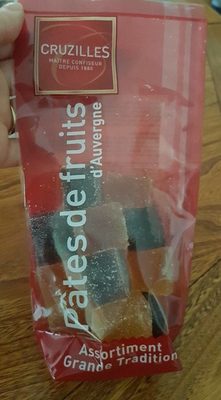 CRUZILLES
MAÎTRE CONFISEUR
DEPUIS 1880
Pâtes de fruits
d'Auvergne
Assortiment
Grande Tradition